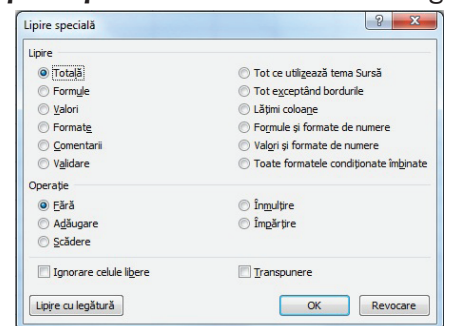 Lipire specială
Lipire
Totală
Formule
Valori
Formate
Comentarii
Validare
Tot ce utilizează tema Sursă
Tot exceptând bordurile
Lățimi coloane
Formule și formate de numere
Valori și formate de numere
Toate formatele condiționate îmbinate
Operație
Fără
Adăugare
Scădere
Înmulțire
Împărțire
Ignorare celule libere
Transpunere
Lipire cu legătură
OK
Revocare